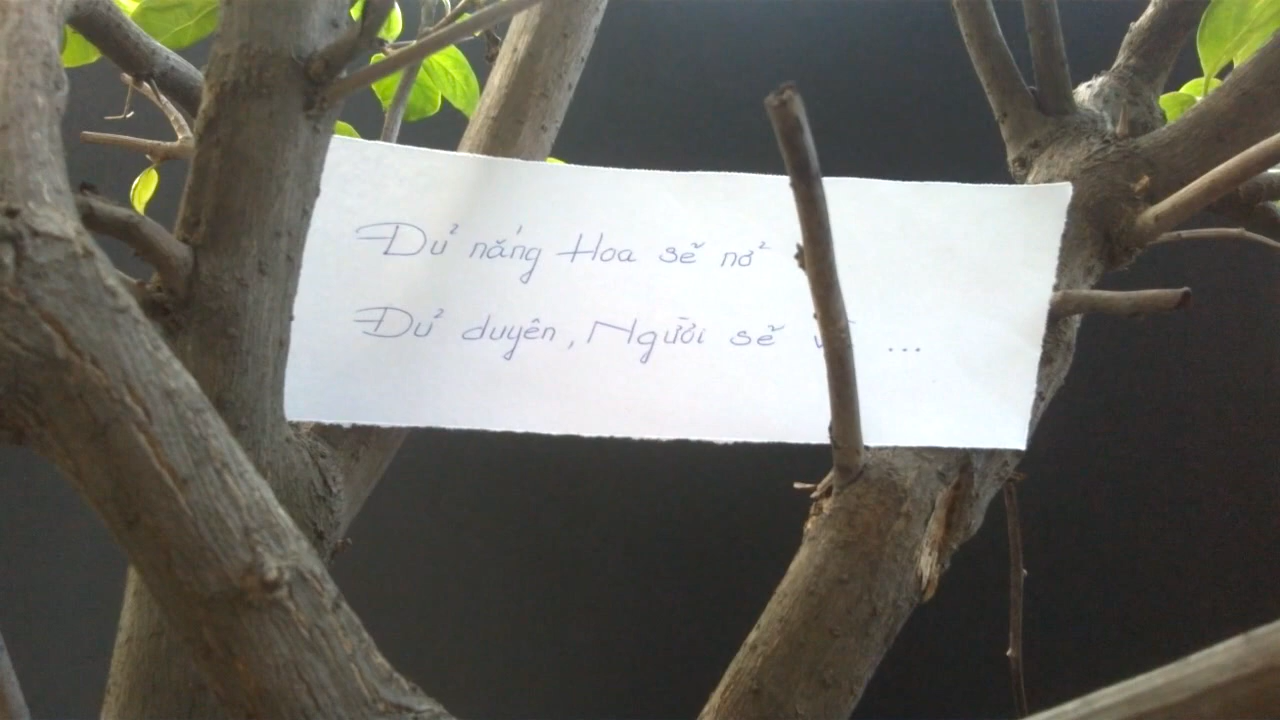 Đủ nắng Hoa sẽ nở
Đủ duyên, Người sẽ ...